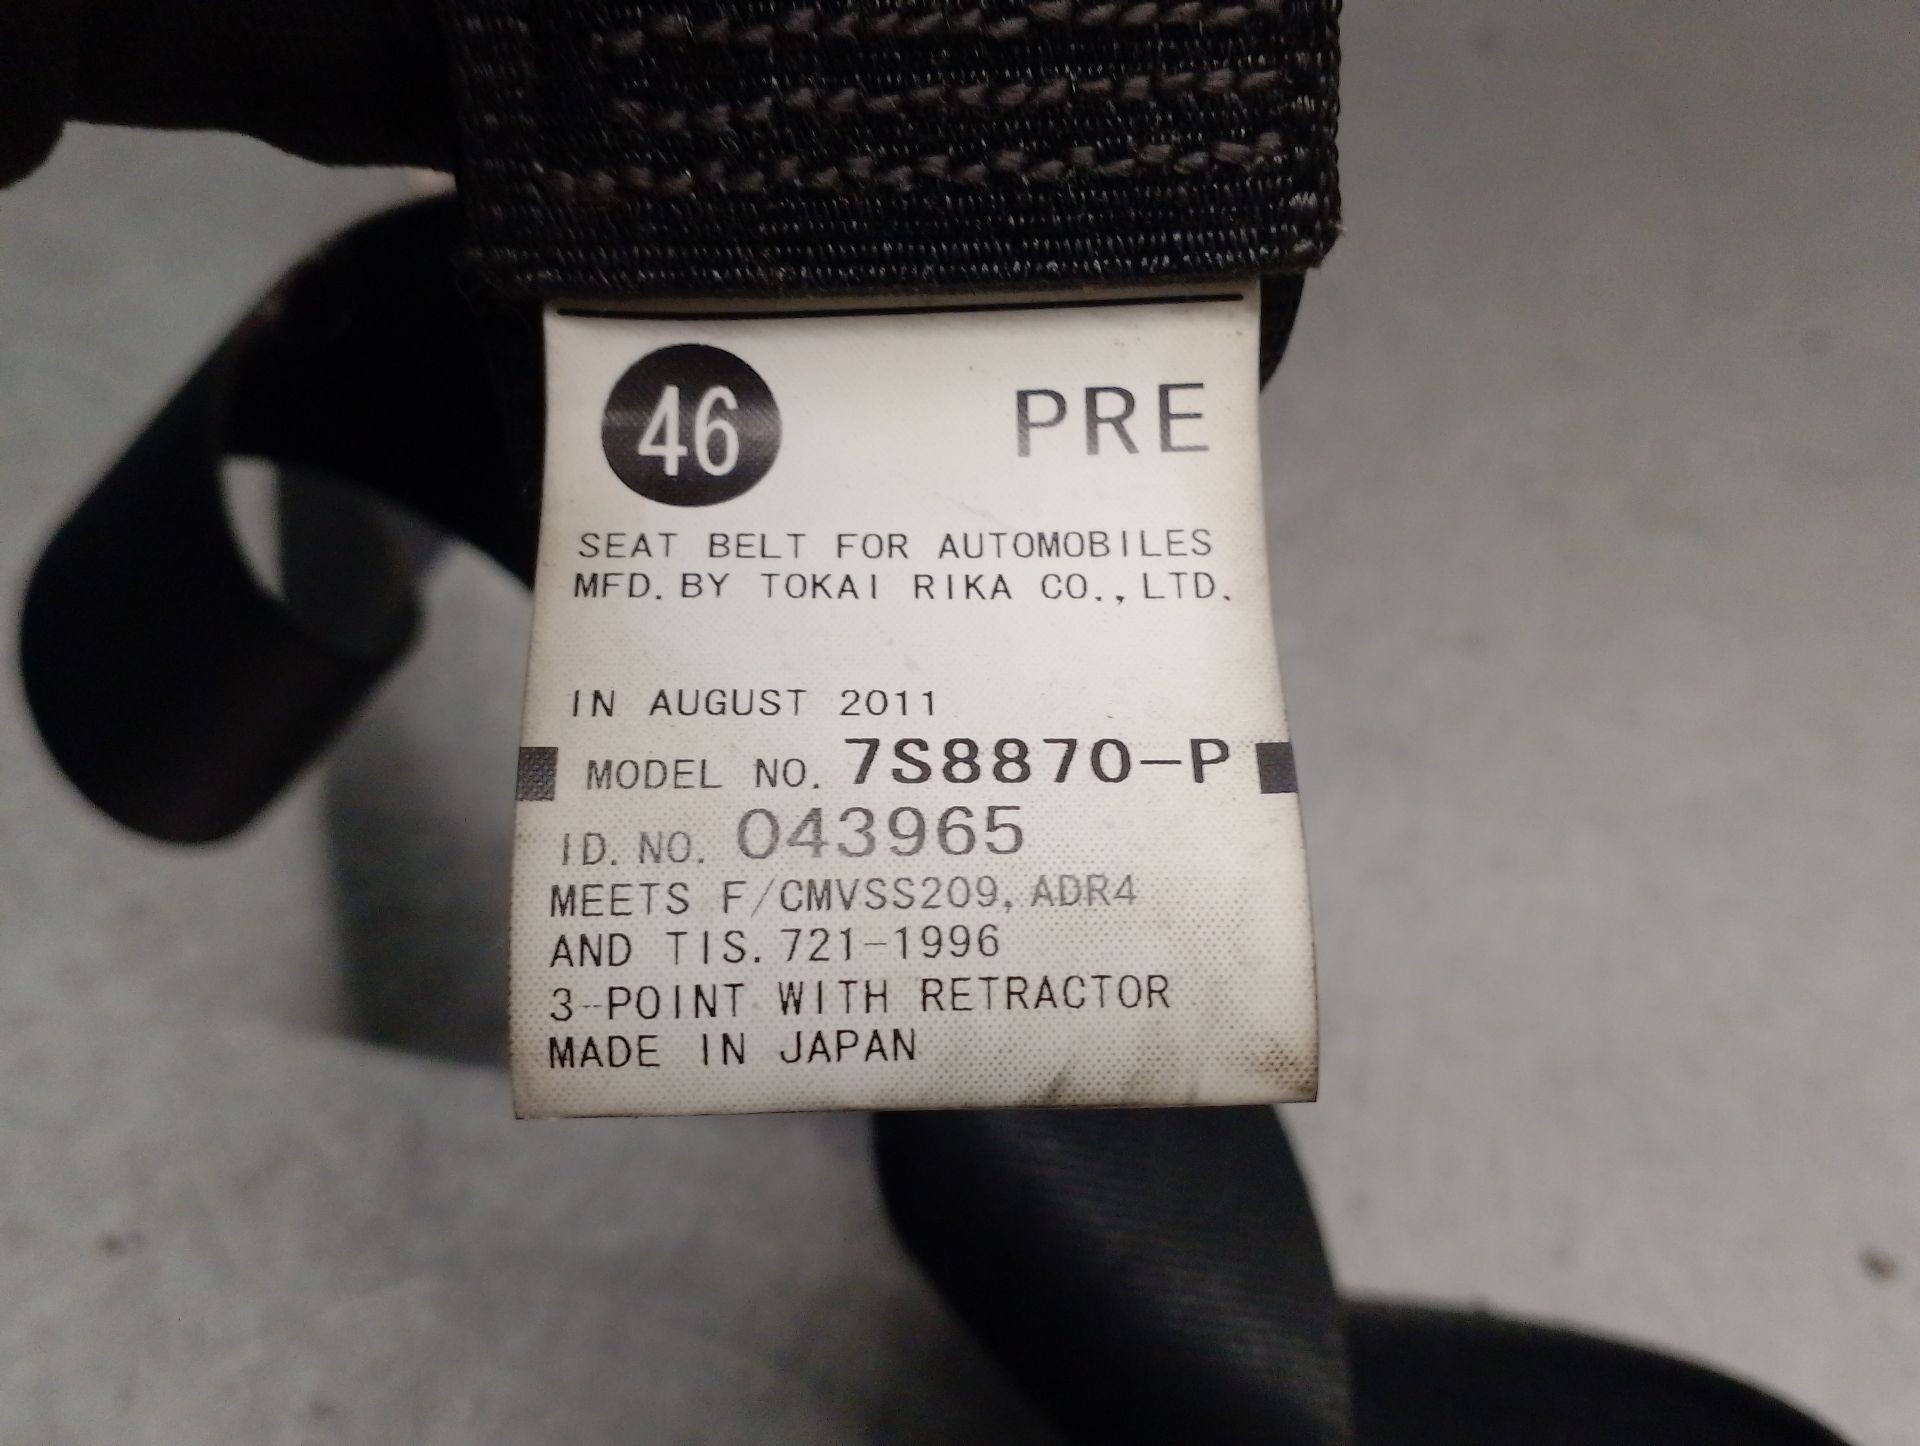 46 PRE
SEAT BELT FOR AUTOMOBILES
MFD. BY TOKAI RIKA CO., LTD.
IN AUGUST 2011
MODEL NO. 7S8870-P
ID. NO. 043965
MEETS F/CMVSS209, ADR4
AND TIS. 721-1996
3-POINT WITH RETRACTOR
MADE IN JAPAN